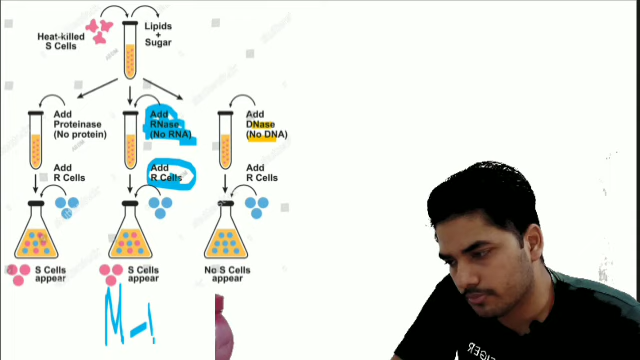 Heat-killed
S Cells
Lipids
+
Sugar
Add
Proteinase
(No protein)
Add
RNase
(No RNA)
Add
DNase
(No DNA)
Add
R Cells
Add
R Cells
Add
R Cells
S Cells
appear
S Cells
appear
No S Cells
appear